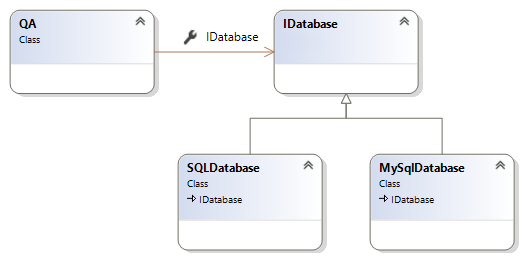 QA
Class
IDatabase
IDatabase
SQLDatabase
Class
IDatabase
MySqlDatabase
Class
IDatabase